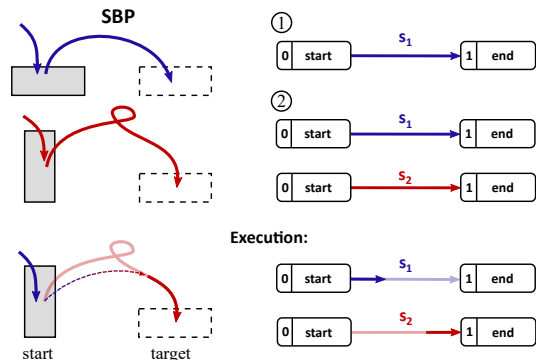 SBP
1
0 start S1 1 end
2
0 start S1 1 end
0 start S2 1 end
Execution:
0 start S1 1 end
0 start S2 1 end
start target